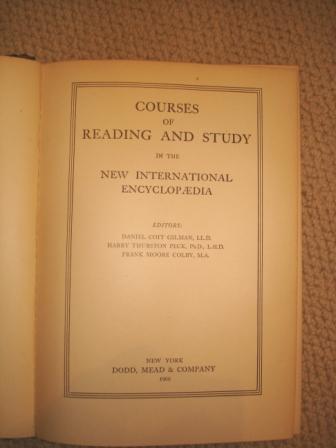 COURSES
OF
READING AND STUDY
IN THE
NEW INTERNATIONAL
ENCYCLOPÆDIA
EDITORS:
DANIEL COIT GILMAN, LL.D.
HARRY THURSTON PECK, PH.D., L.H.D.
FRANK MOORE COLBY, M.A.
NEW YORK
DODD, MEAD & COMPANY